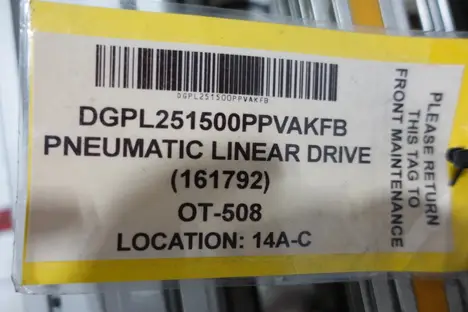 DGPL251500PPVAKFB
DGPL251500PPVAKFB
PNEUMATIC LINEAR DRIVE
(161792)
OT-508
LOCATION: 14A-C
PLEASE RETURN
THIS TAG TO
FRONT MAINTENANCE